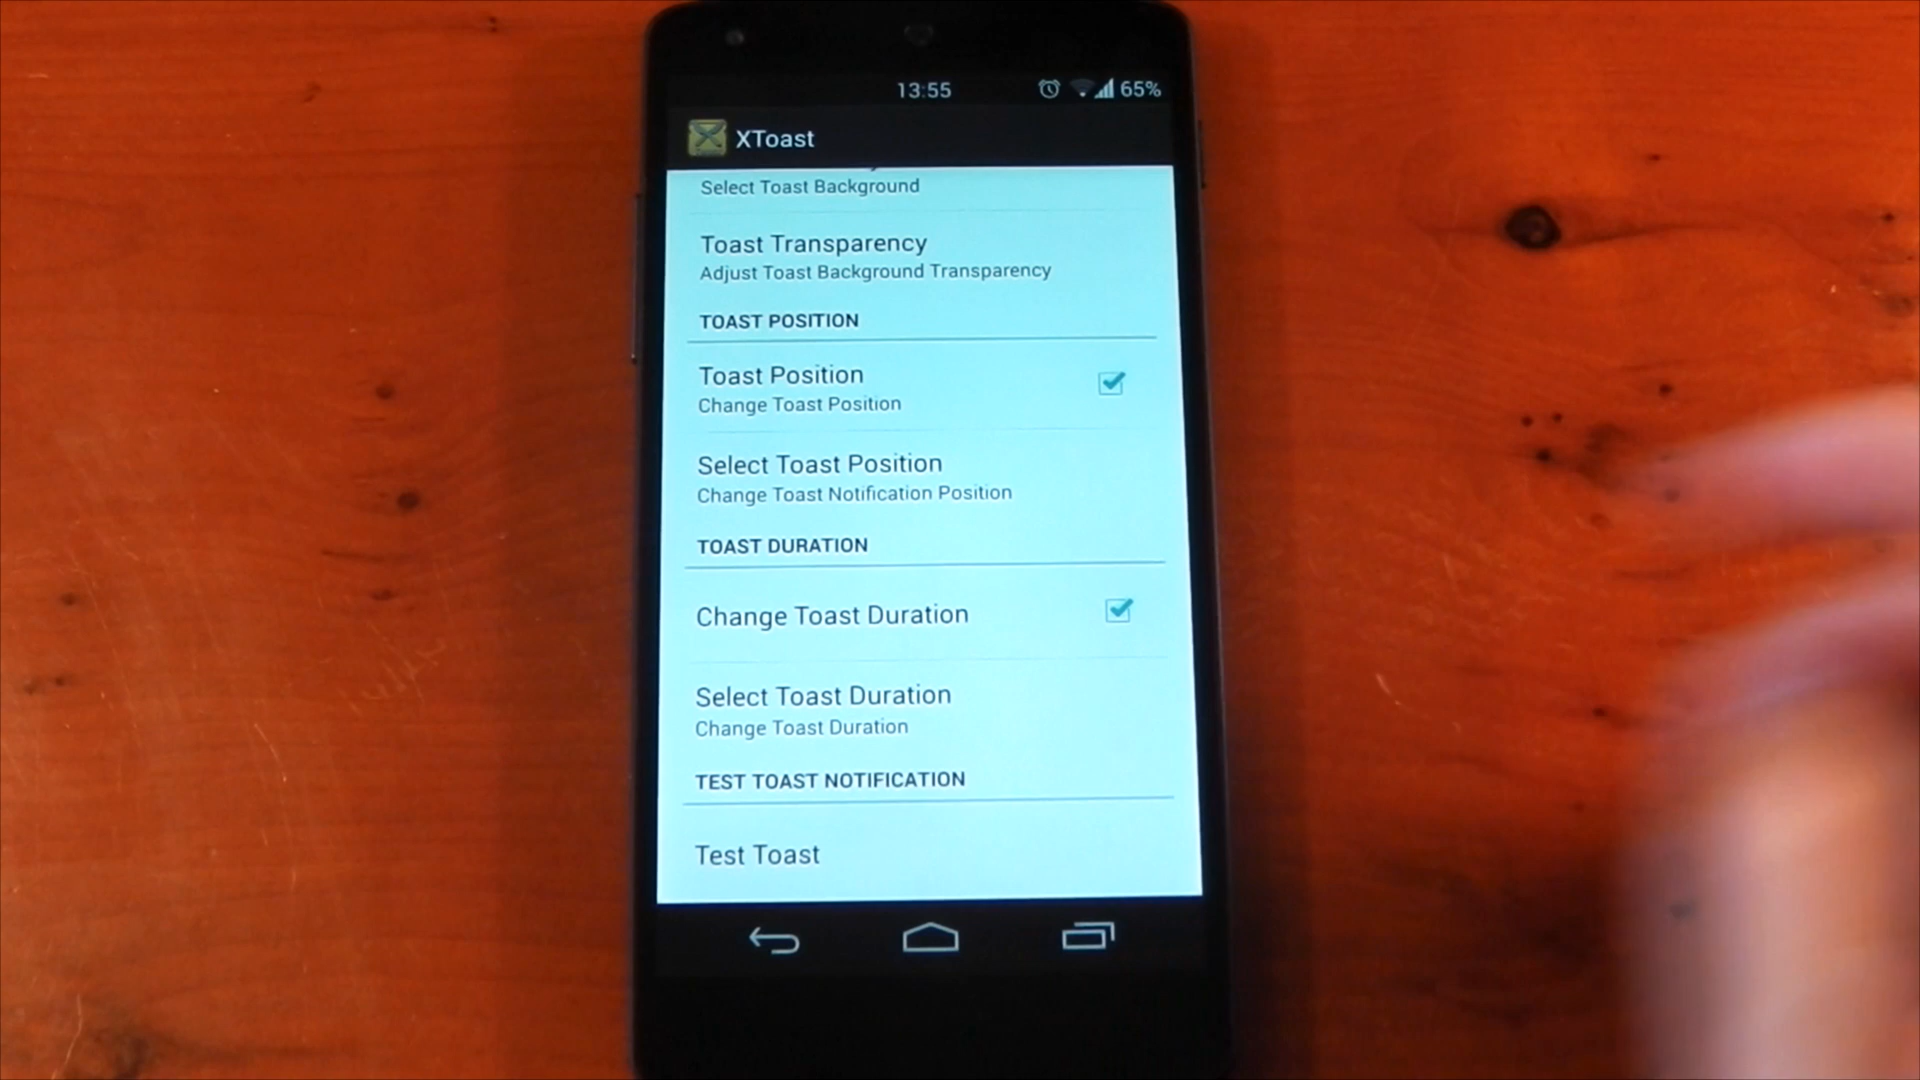 13:55 65%
XToast
Select Toast Background
Toast Transparency
Adjust Toast Background Transparency
TOAST POSITION
Toast Position
Change Toast Position
Select Toast Position
Change Toast Notification Position
TOAST DURATION
Change Toast Duration
Select Toast Duration
Change Toast Duration
TEST TOAST NOTIFICATION
Test Toast